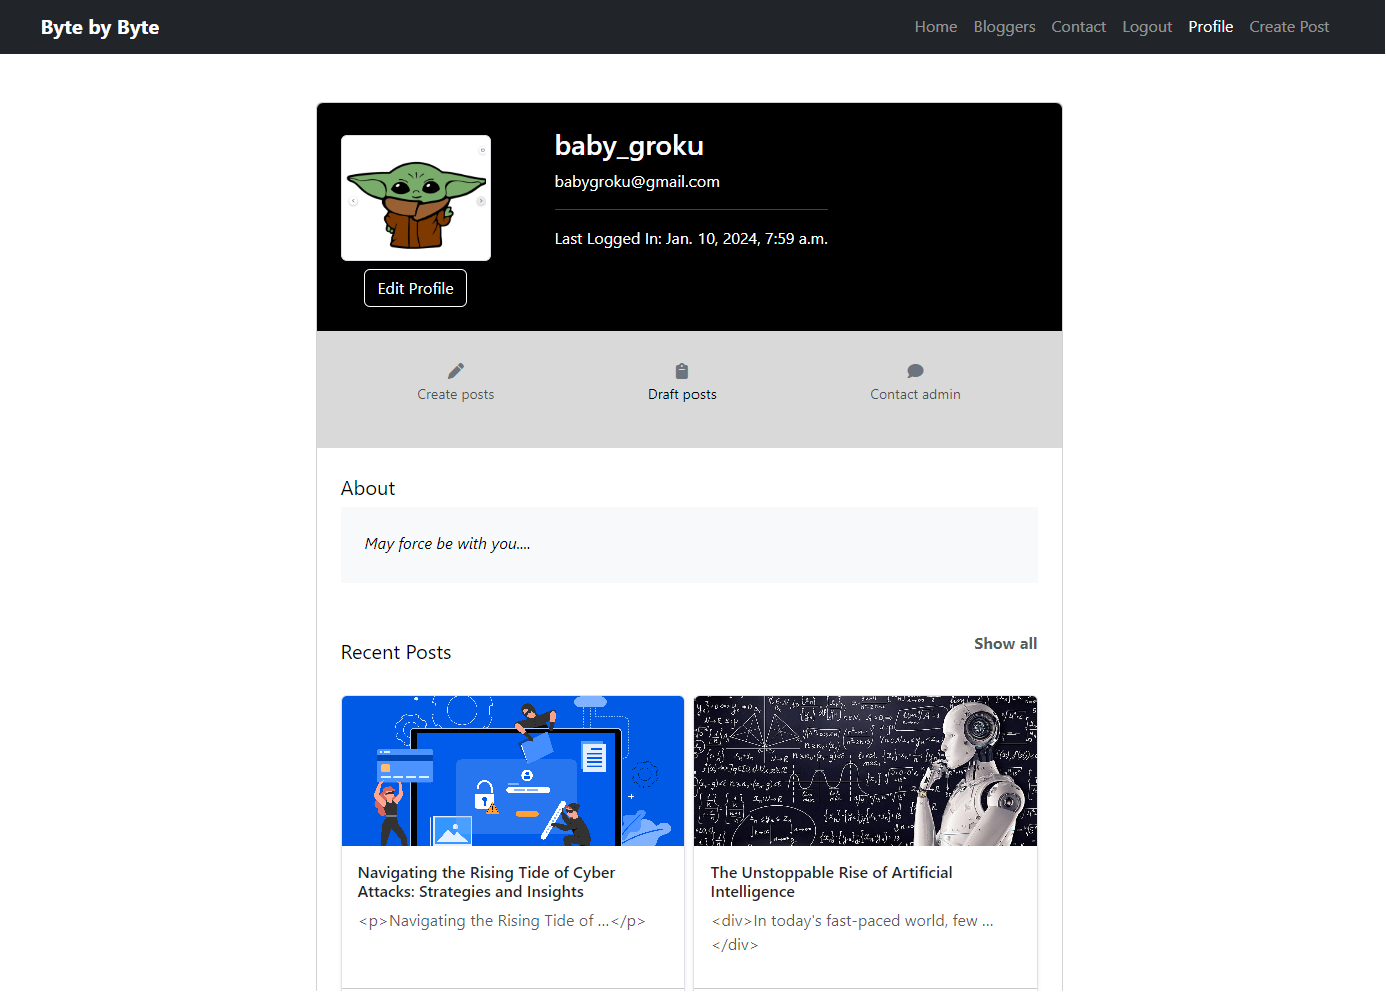 Byte by Byte
Home Bloggers Contact Logout Profile Create Post
baby_groku
babygroku@gmail.com
Last Logged In: Jan. 10, 2024, 7:59 a.m.
Edit Profile
Create posts Draft posts Contact admin
About
May force be with you....
Show all
Recent Posts
Navigating the Rising Tide of Cyber
Attacks: Strategies and Insights
<p>Navigating the Rising Tide of ...</p>
The Unstoppable Rise of Artificial
Intelligence
<div>In today's fast-paced world, few ...
</div>